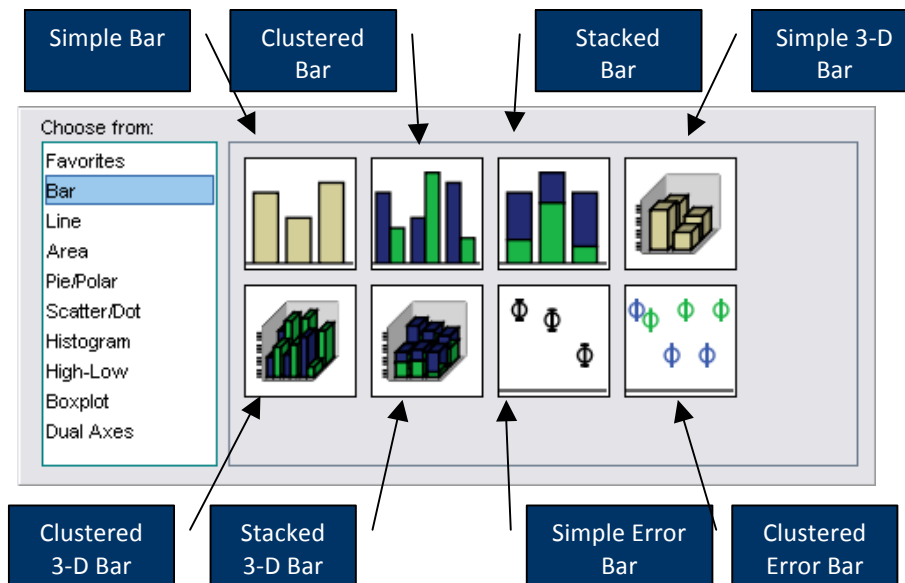 Simple Bar
Clustered
Bar
Stacked
Bar
Simple 3-D
Bar
Choose from:
Favorites
Bar
Line
Area
Pie/Polar
Scatter/Dot
Histogram
High-Low
Boxplot
Dual Axes
Clustered
3-D Bar
Stacked
3-D Bar
Simple Error
Bar
Clustered
Error Bar